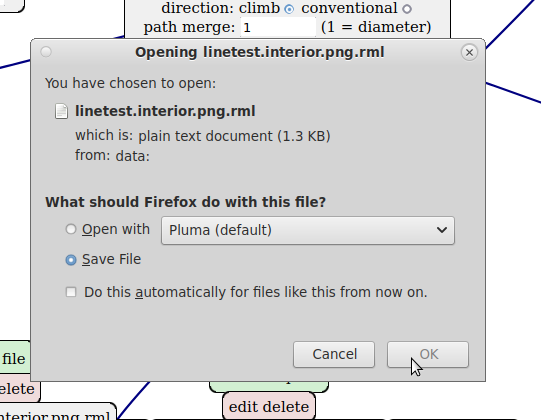 direction: climb conventional
path merge: 1 (1 = diameter)
Opening linetest.interior.png.rml
You have chosen to open:
linetest.interior.png.rml
which is: plain text document (1.3 KB)
from: data:
What should Firefox do with this file?
Open with Pluma (default)
Save File
Do this automatically for files like this from now on.
Cancel OK
file
elete
edit delete
nterior.png.rml